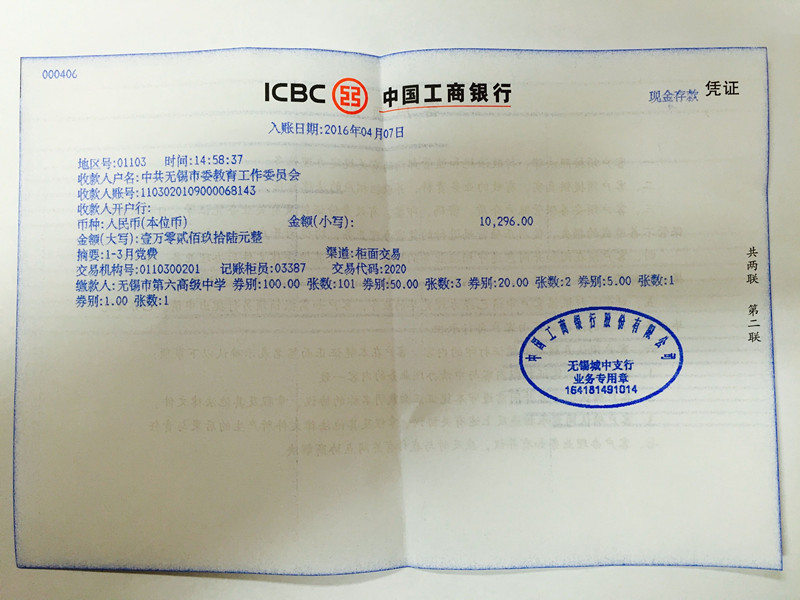 000406
ICBC 中国工商银行
现金存款 凭证
入账日期:2016年04月07日
地区号:01103 时间:14:58:37
收款人户名:中共无锡市委教育工作委员会
收款人账号:1103020109000068143
收款人开户行:
币种:人民币(本位币) 金额(小写): 10,296.00
金额(大写):壹万零贰佰玖拾陆元整
摘要:1-3月党费 渠道:柜面交易
交易机构号:0110300201 记账柜员:03387 交易代码:2020
缴款人:无锡市第六高级中学 券别:100.00 张数:101 券别:50.00 张数:3 券别:20.00 张数:2 券别:5.00 张数:1
券别:1.00 张数:1
共两联 第二联
中国工商银行股份有限公司
无锡城中支行
业务专用章
164181491014